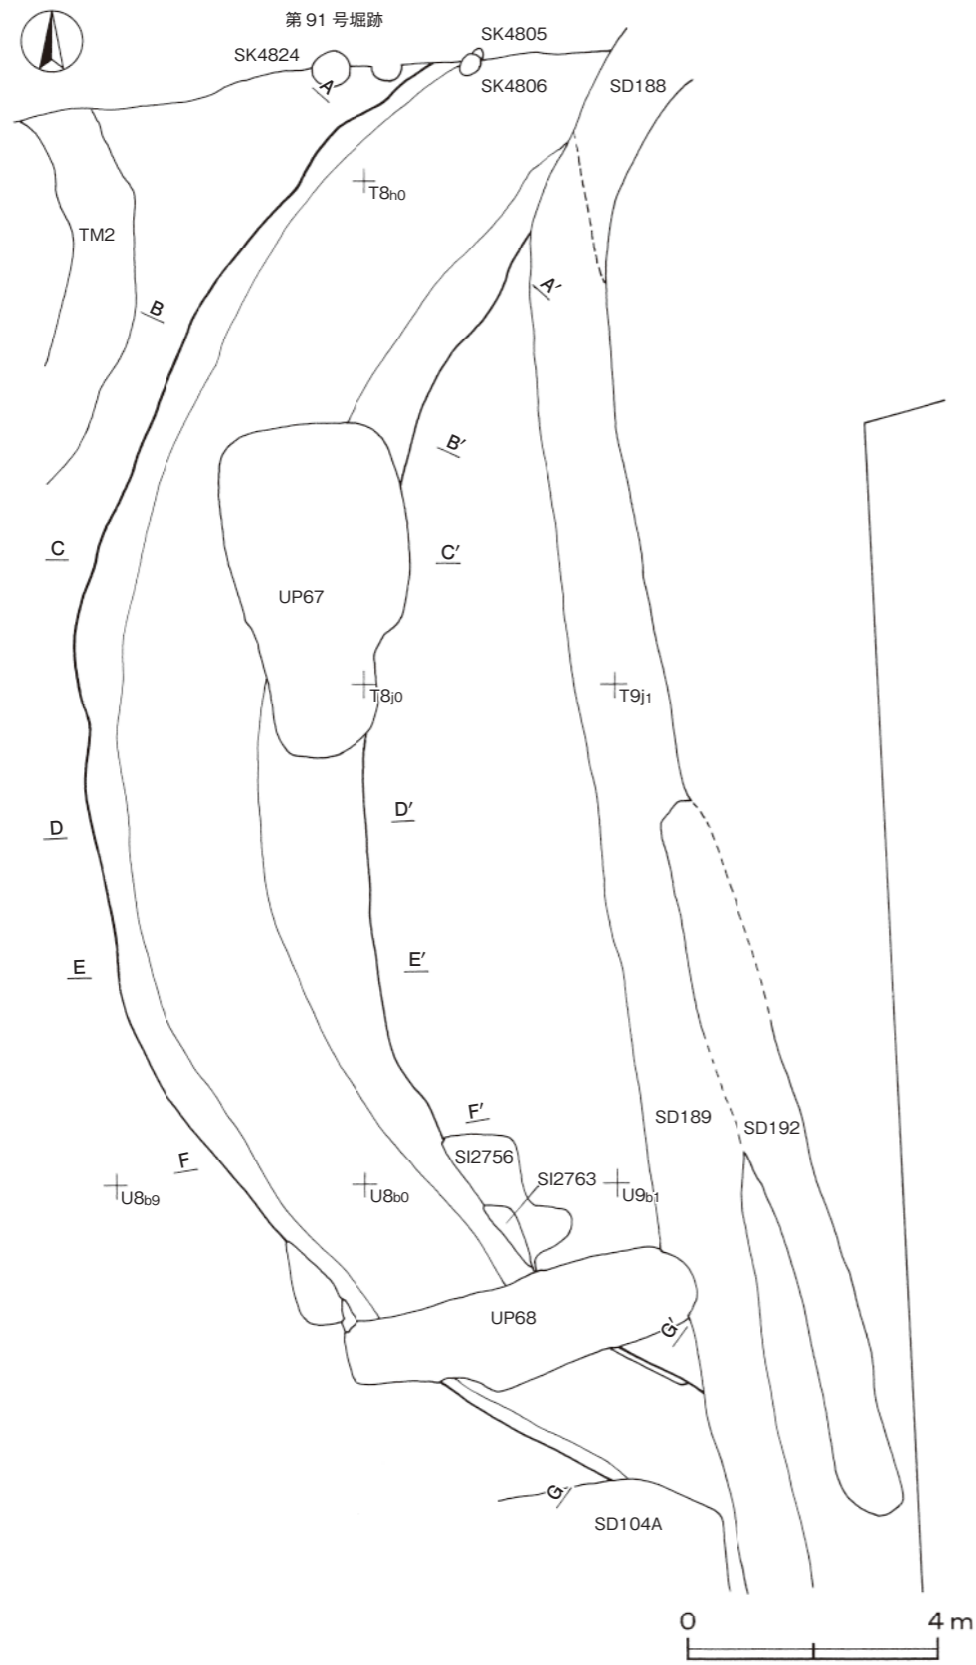 第 91 号堀跡
SK4805
SK4824
SK4806
SD188
A
T8h0
TM2
A′
B
B′
C
C′
UP67
T8j0
T9j1
D
D′
E
E′
F′
SD189
SD192
SI2756
F
SI2763
U8b9
U8b0
U9b1
UP68
G′
G
SD104A
0
4 m